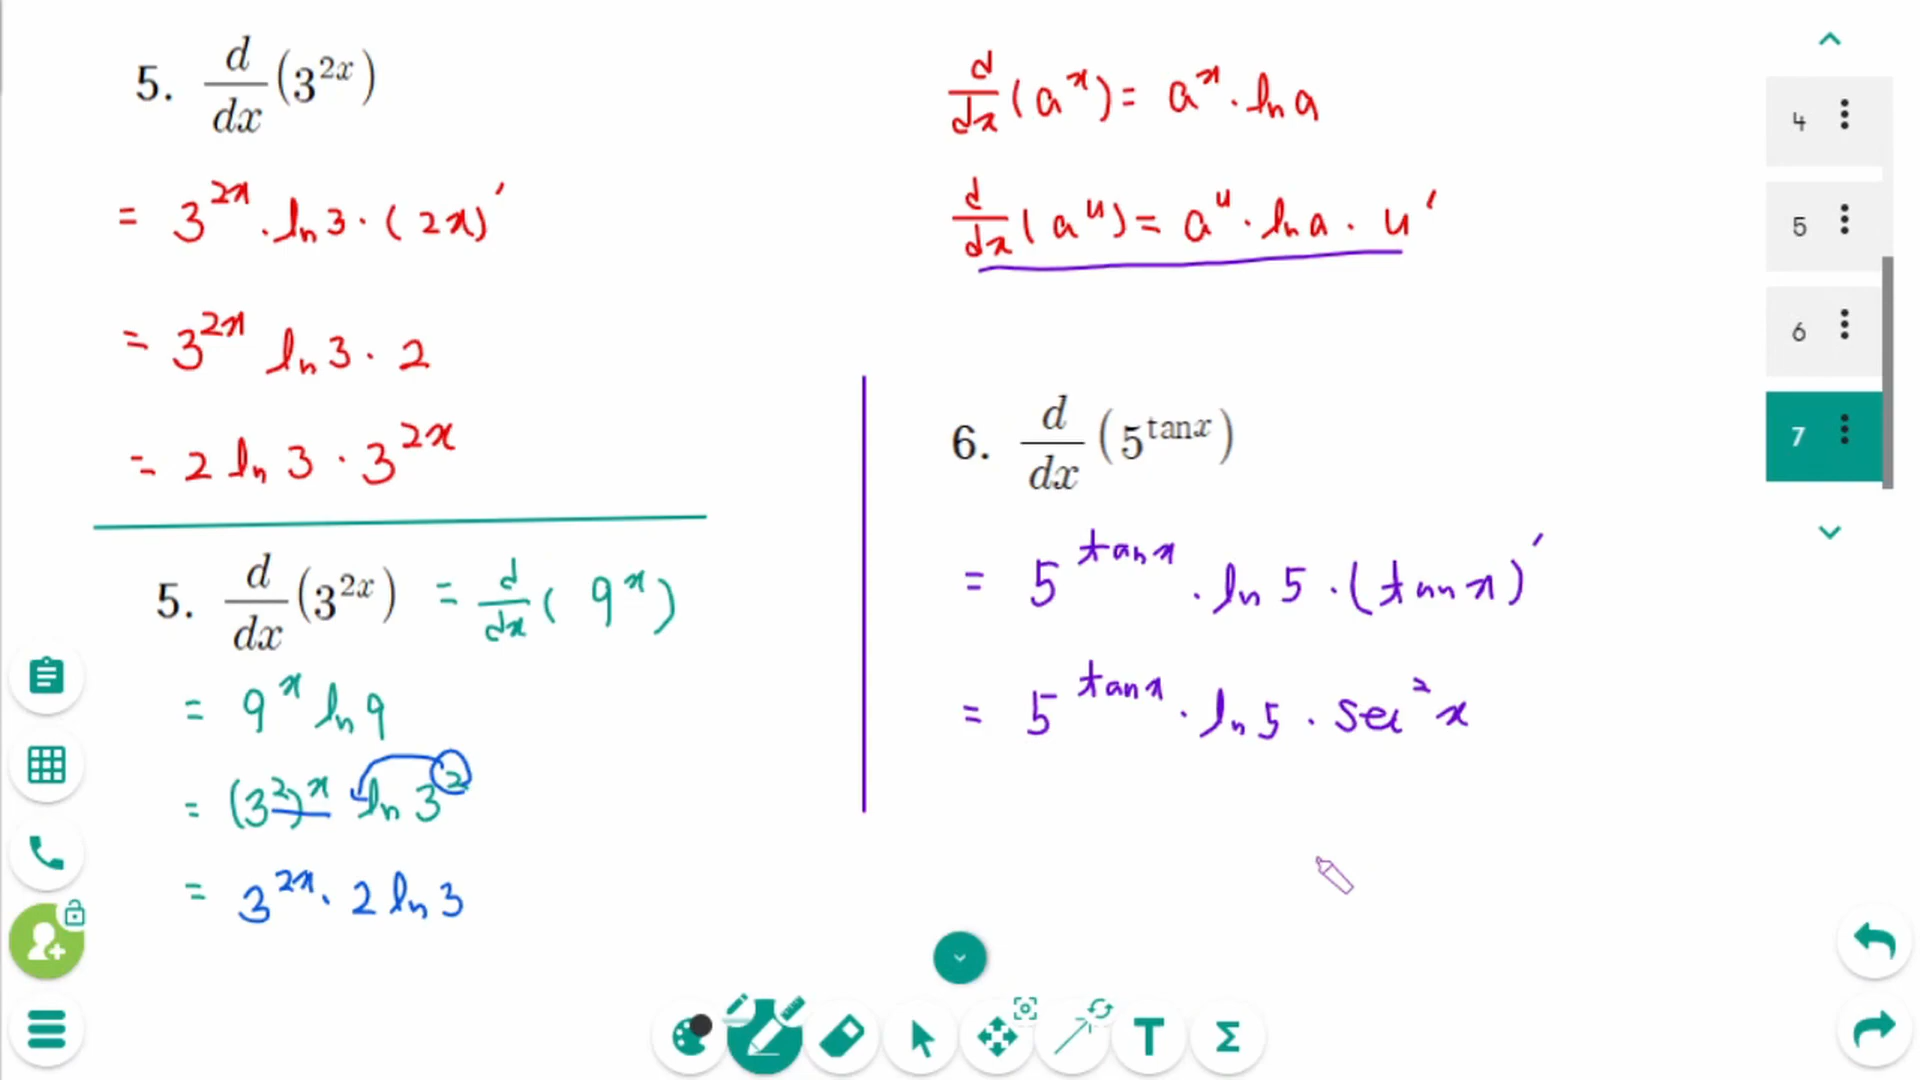 5. d/dx (3^{2x})
= 3^{2x} · ln 3 · (2x)'
= 3^{2x} ln 3 · 2
= 2 ln 3 · 3^{2x}
5. d/dx (3^{2x}) = d/dx (9^x)
= 9^x ln 9
= (3^2)^x ln 3^2
= 3^{2x} · 2 ln 3
d/dx (a^x) = a^x · ln a
d/dx (a^u) = a^u · ln a · u'
6. d/dx (5^{tan x})
= 5^{tan x} · ln 5 · (tan x)'
= 5^{tan x} · ln 5 · sec^2 x
4
5
6
7
T
Σ